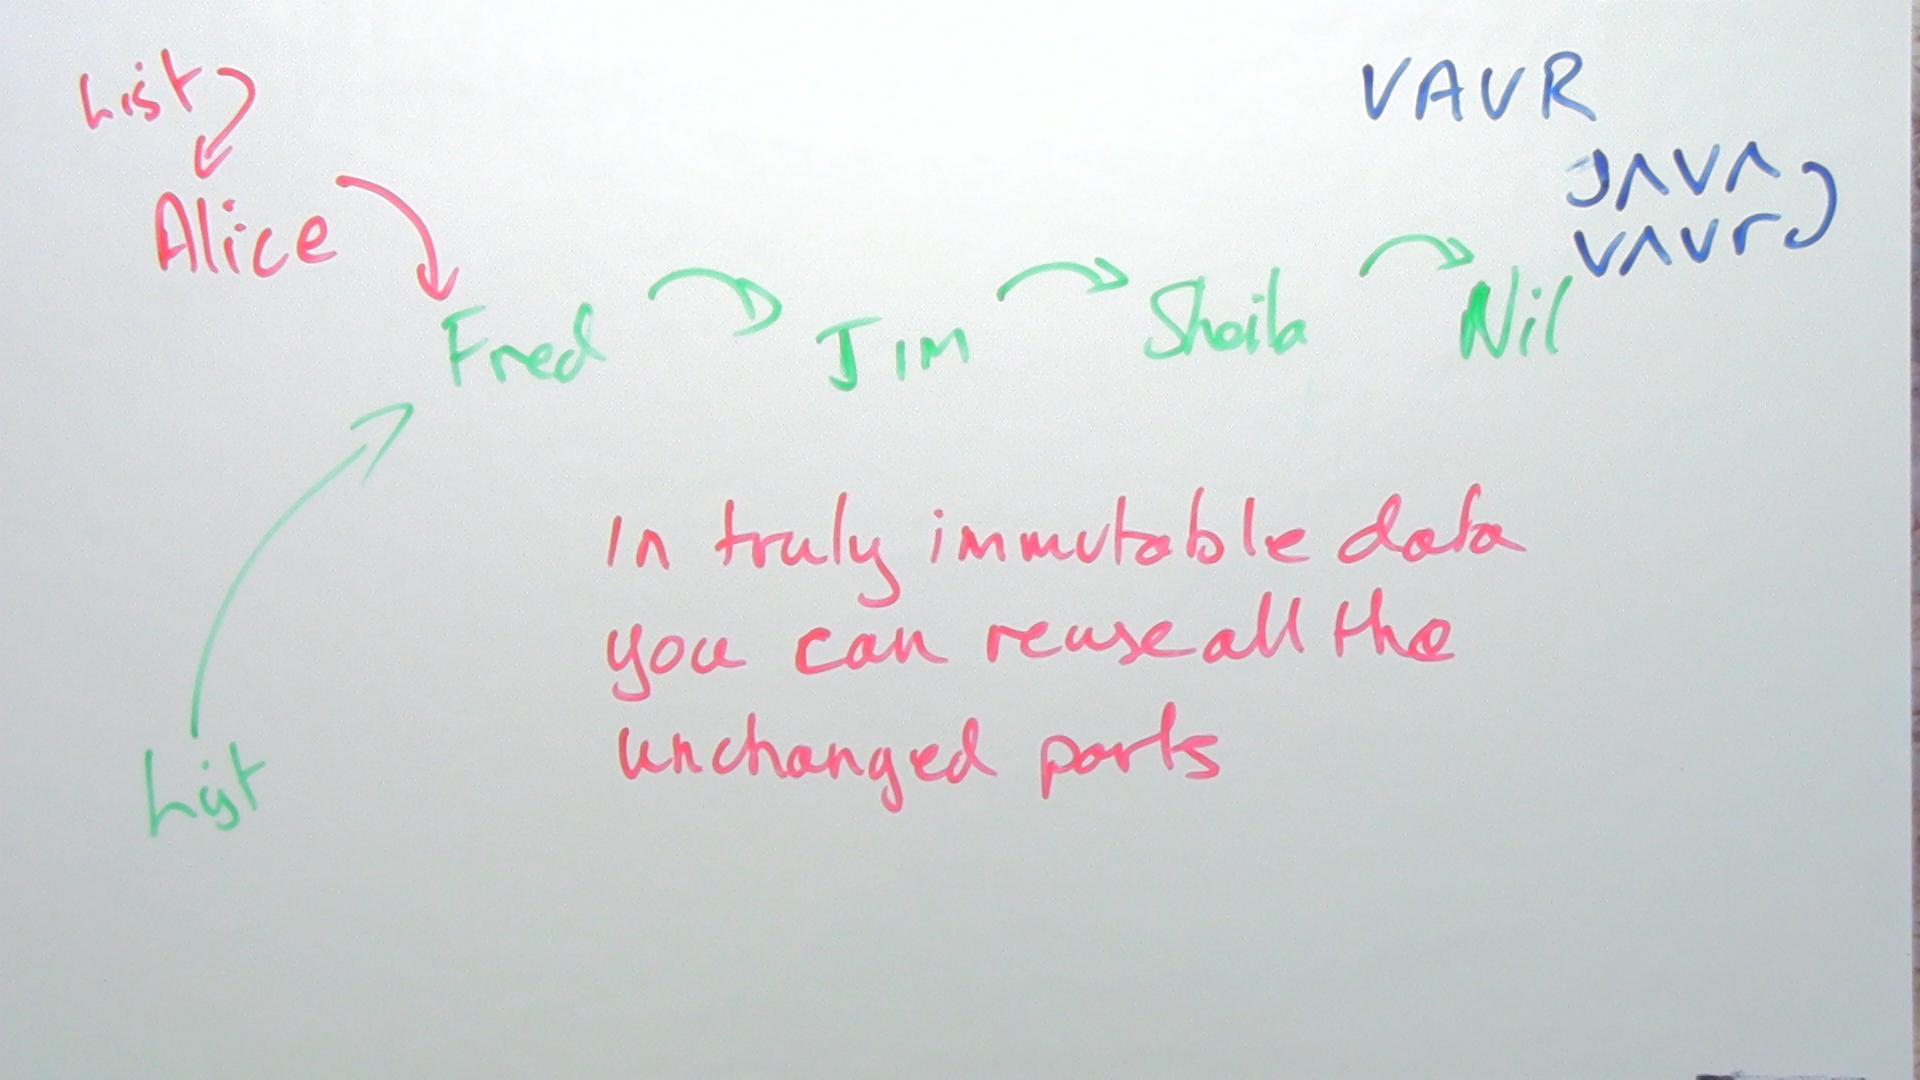 List
VAVR
JAVA
vavr
Alice
Fred
JIM
Sheila
Nil
In truly immutable data
you can reuse all the
unchanged parts
List